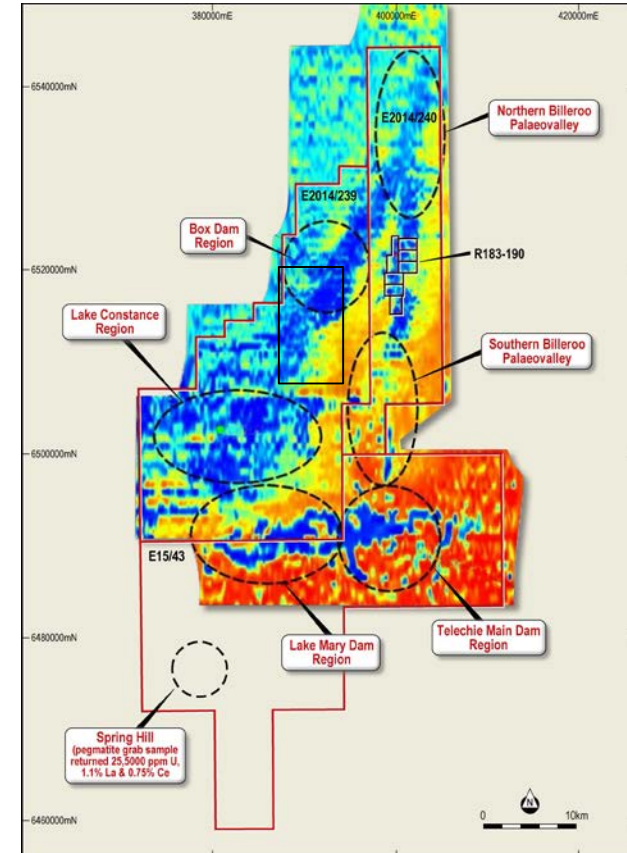 380000mE
400000mE
420000mE
6540000mN
E2014/240
Northern Billeroo
Palaeovalley
E2014/239
Box Dam
Region
R183-190
6520000mN
Lake Constance
Region
Southern Billeroo
Palaeovalley
6500000mN
E15/43
Lake Mary Dam
Region
Telechie Main Dam
Region
6480000mN
Spring Hill
(pegmatite grab sample
returned 25,5000 ppm U,
1.1% La & 0.75% Ce
N
0 10km
6460000mN